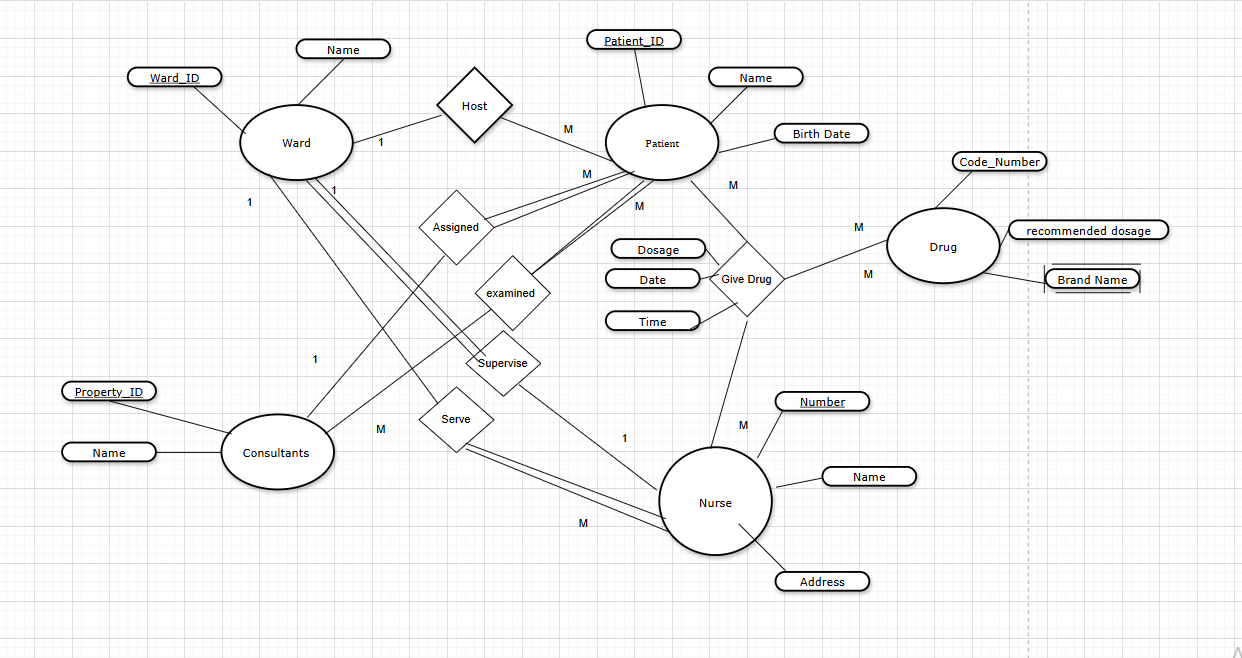 Patient_ID
Name
Ward_ID
Name
Host
Ward
1
M
Patient
Birth Date
Code_Number
M
M
1
1
M
Assigned
M
recommended dosage
Drug
Dosage
Date
Time
Give Drug
M
Brand Name
examined
1
Supervise
Property_ID
Number
Serve
M
M
1
Name
Consultants
Name
Nurse
M
Address